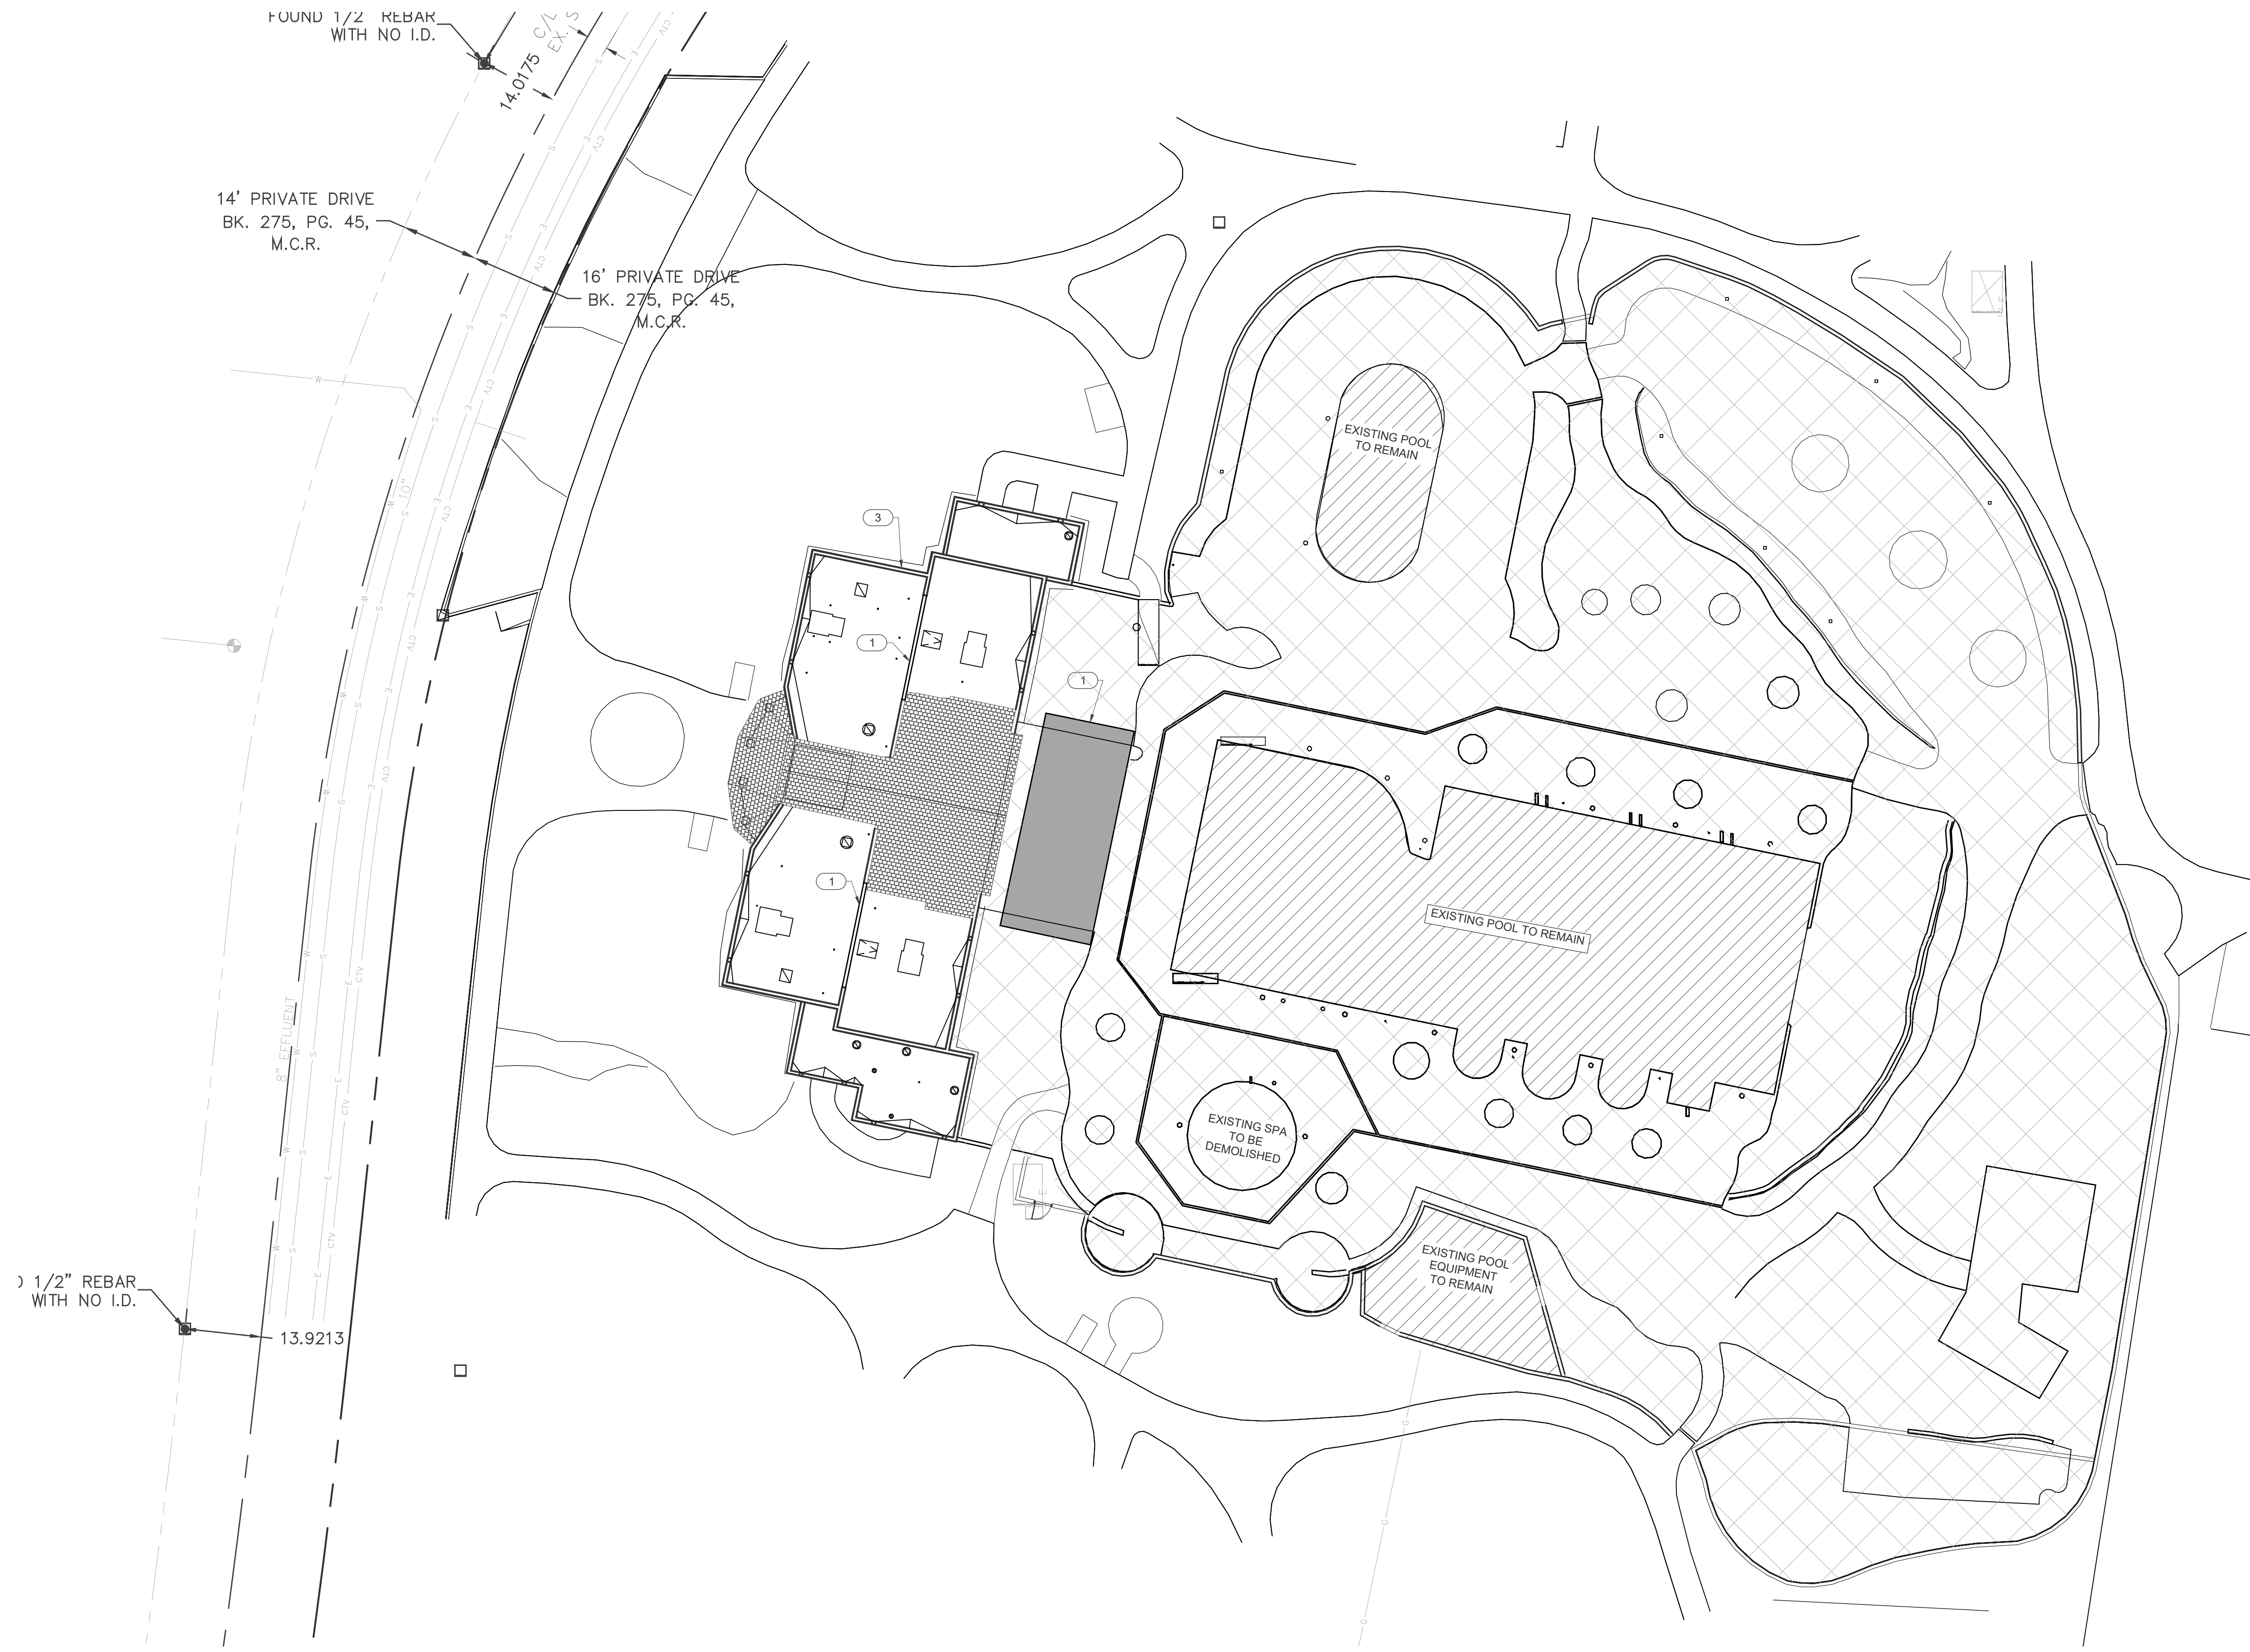 FOUND 1/2" REBAR
WITH NO I.D.
14.0175
C/L
EX. S
14' PRIVATE DRIVE
BK. 275, PG. 45,
M.C.R.
16' PRIVATE DRIVE
BK. 275, PG. 45,
M.C.R.
10"
EXISTING POOL
TO REMAIN
3
1
1
1
EXISTING POOL TO REMAIN
8" EFFLUENT
EXISTING SPA
TO BE
DEMOLISHED
EXISTING POOL
EQUIPMENT
TO REMAIN
1/2" REBAR
WITH NO I.D.
13.9213
W
S
E
CTV
G
G
G